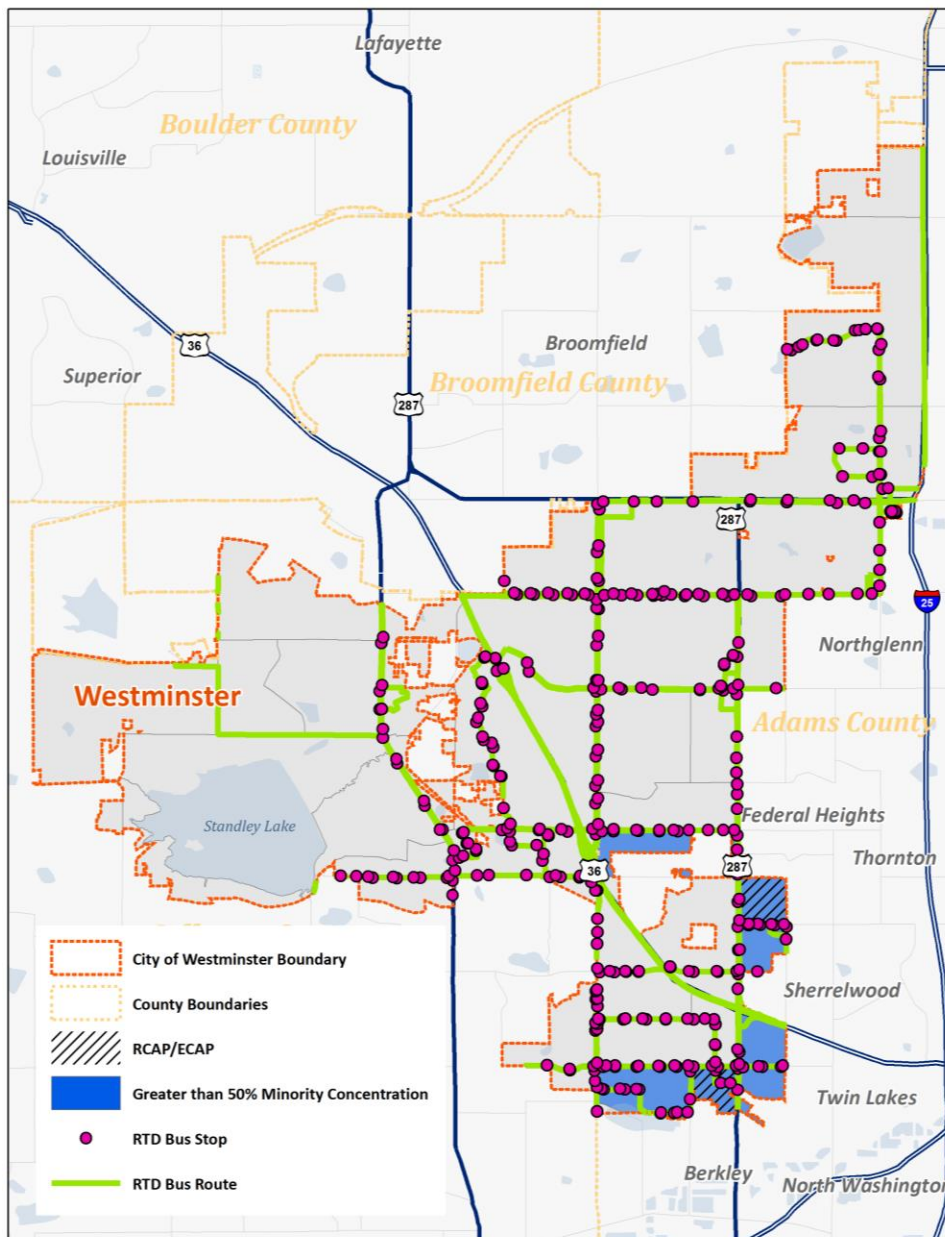 Lafayette
Boulder County
Louisville
36
Superior
Broomfield
Broomfield County
287
287
25
Northglenn
Westminster
Adams County
Standley Lake
Federal Heights
Thornton
36
287
City of Westminster Boundary
County Boundaries
RCAP/ECAP
Greater than 50% Minority Concentration
RTD Bus Stop
RTD Bus Route
Sherrelwood
Twin Lakes
Berkley
North Washington